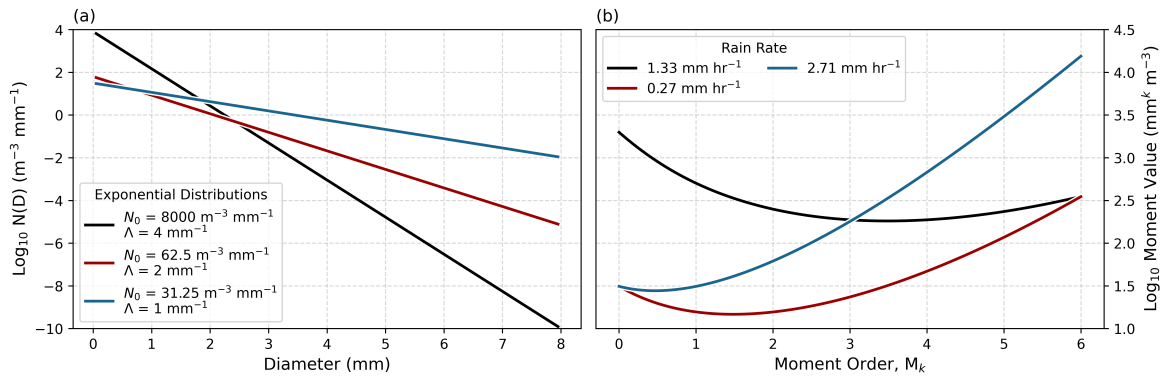 (a)
4
2
0
−2
−4
−6
−8
−10
Log₁₀ N(D) (m⁻³ mm⁻¹)
Exponential Distributions
N₀ = 8000 m⁻³ mm⁻¹
Λ = 4 mm⁻¹
N₀ = 62.5 m⁻³ mm⁻¹
Λ = 2 mm⁻¹
N₀ = 31.25 m⁻³ mm⁻¹
Λ = 1 mm⁻¹
0 1 2 3 4 5 6 7 8
Diameter (mm)
(b)
Rain Rate
1.33 mm hr⁻¹ 2.71 mm hr⁻¹
0.27 mm hr⁻¹
4.5
4.0
3.5
3.0
2.5
2.0
1.5
1.0
Log₁₀ Moment Value (mmᵏ m⁻³)
0 1 2 3 4 5 6
Moment Order, Mₖ